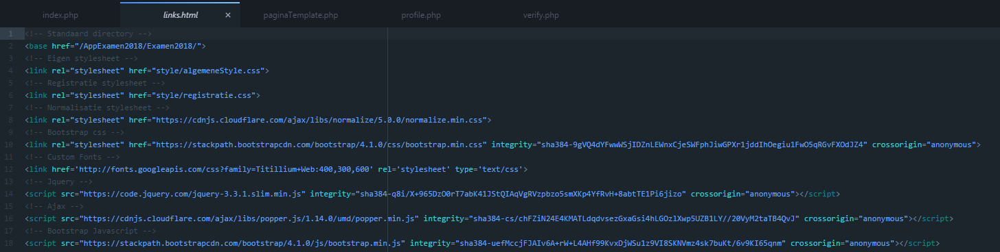 index.php links.html × paginaTemplate.php profile.php verify.php
1 <!-- Standaard directory -->
2 <base href="/AppExamen2018/Examen2018/">
3 <!-- Eigen stylesheet -->
4 <link rel="stylesheet" href="style/algemeneStyle.css">
5 <!-- Registratie stylesheet -->
6 <link rel="stylesheet" href="style/registratie.css">
7 <!-- Normalisatie stylesheet -->
8 <link rel="stylesheet" href="https://cdnjs.cloudflare.com/ajax/libs/normalize/5.0.0/normalize.min.css">
9 <!-- Bootstrap css -->
10 <link rel="stylesheet" href="https://stackpath.bootstrapcdn.com/bootstrap/4.1.0/css/bootstrap.min.css" integrity="sha384-9gVQ4dYFwwWSjIDZnLEWnxCjeSWFphJiwGPXr1jddIhOegiu1FwO5qRGvFXOdJZ4" crossorigin="anonymous">
11 <!-- Custom Fonts -->
12 <link href='http://fonts.googleapis.com/css?family=Titillium+Web:400,300,600' rel='stylesheet' type='text/css'>
13 <!-- Jquery -->
14 <script src="https://code.jquery.com/jquery-3.3.1.slim.min.js" integrity="sha384-q8i/X+965DzO0rT7abK41JStQIAqVgRVzpbzo5smXKp4YfRvH+8abtTE1Pi6jizo" crossorigin="anonymous"></script>
15 <!-- Ajax -->
16 <script src="https://cdnjs.cloudflare.com/ajax/libs/popper.js/1.14.0/umd/popper.min.js" integrity="sha384-cs/chFZiN24E4KMATLdqdvsezGxaGsi4hLGOzlXwp5UZB1LY//20VyM2taTB4QvJ" crossorigin="anonymous"></script>
17 <!-- Bootstrap Javascript -->
18 <script src="https://stackpath.bootstrapcdn.com/bootstrap/4.1.0/js/bootstrap.min.js" integrity="sha384-uefMccjFJAIv6A+rW+L4AHf99KvxDjWSu1z9VI8SKNVmz4sk7buKt/6v9KI65qnm" crossorigin="anonymous"></script>